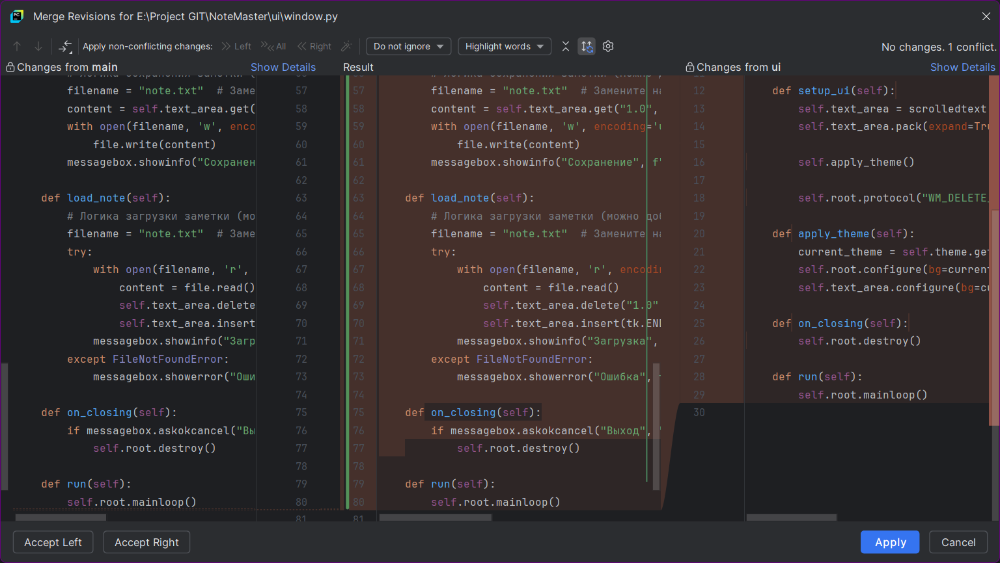 Merge Revisions for E:\Project GIT\NoteMaster\ui\window.py
Apply non-conflicting changes: Left All Right Do not ignore Highlight words No changes. 1 conflict.
Changes from main Show Details Result Changes from ui Show Details
filename = "note.txt" # Заме 57
content = self.text_area.get( 58
with open(filename, 'w', enco 59
file.write(content) 60
messagebox.showinfo("Сохранен 61
62
def load_note(self): 63
# Логика загрузки заметки (мо 64
filename = "note.txt" # Заме 65
try: 66
with open(filename, 'r', 67
content = file.read() 68
self.text_area.delete 69
self.text_area.insert 70
messagebox.showinfo("Загр 71
except FileNotFoundError: 72
messagebox.showerror("Оши 73
74
def on_closing(self): 75
if messagebox.askokcancel("Вы 76
self.root.destroy() 77
78
def run(self): 79
self.root.mainloop() 80
81
57 filename = "note.txt" # Замените на
58 content = self.text_area.get("1.0",
59 with open(filename, 'w', encoding='
60 file.write(content)
61 messagebox.showinfo("Сохранение", f"
62
63 def load_note(self):
64 # Логика загрузки заметки (можно доб
65 filename = "note.txt" # Замените на
66 try:
67 with open(filename, 'r', encodin
68 content = file.read()
69 self.text_area.delete("1.0"
70 self.text_area.insert(tk.EN
71 messagebox.showinfo("Загрузка",
72 except FileNotFoundError:
73 messagebox.showerror("Ошибка",
74
75 def on_closing(self):
76 if messagebox.askokcancel("Выход", "
77 self.root.destroy()
78
79 def run(self):
80 self.root.mainloop()
81
12 def setup_ui(self):
13 self.text_area = scrolledtext
14 self.text_area.pack(expand=Tru
15
16 self.apply_theme()
17
18 self.root.protocol("WM_DELETE_
19
20 def apply_theme(self):
21 current_theme = self.theme.get
22 self.root.configure(bg=current
23 self.text_area.configure(bg=cu
24
25 def on_closing(self):
26 self.root.destroy()
27
28 def run(self):
29 self.root.mainloop()
30
Accept Left Accept Right Apply Cancel